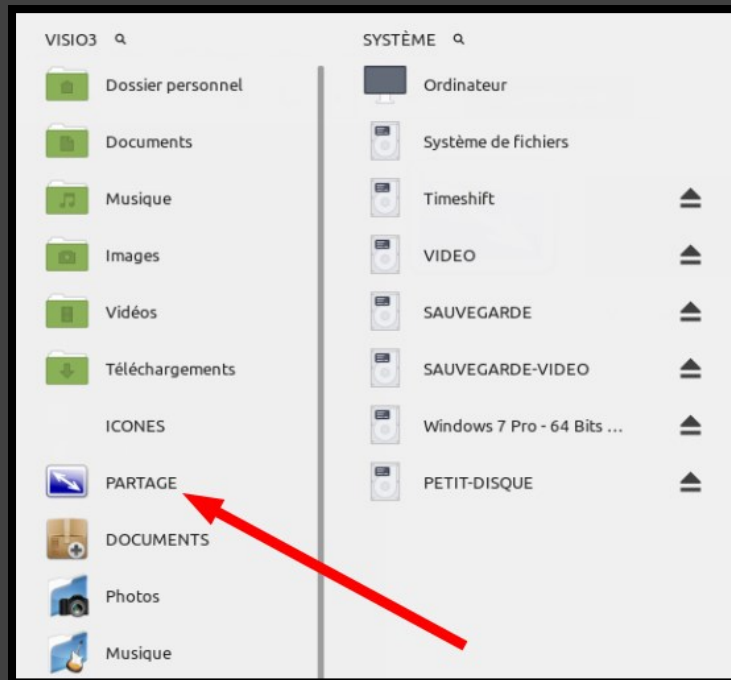 VISIO3
Dossier personnel
Documents
Musique
Images
Vidéos
Téléchargements
ICONES
PARTAGE
DOCUMENTS
Photos
Musique
SYSTÈME
Ordinateur
Système de fichiers
Timeshift
VIDEO
SAUVEGARDE
SAUVEGARDE-VIDEO
Windows 7 Pro - 64 Bits ...
PETIT-DISQUE